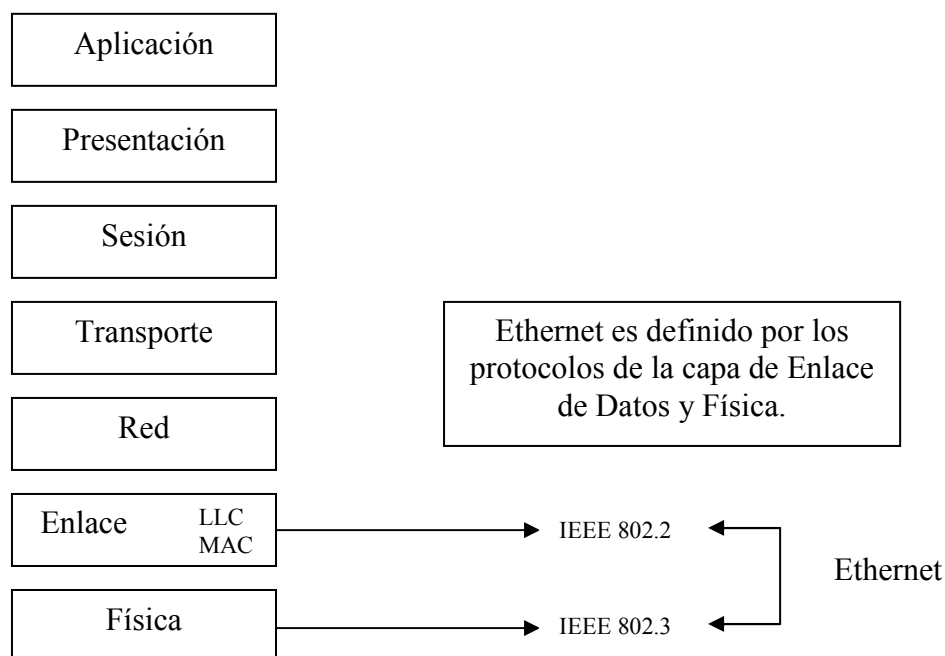 Aplicación
Presentación
Sesión
Transporte
Ethernet es definido por los
protocolos de la capa de Enlace
de Datos y Física.
Red
Enlace LLC
MAC
IEEE 802.2
Ethernet
Física
IEEE 802.3